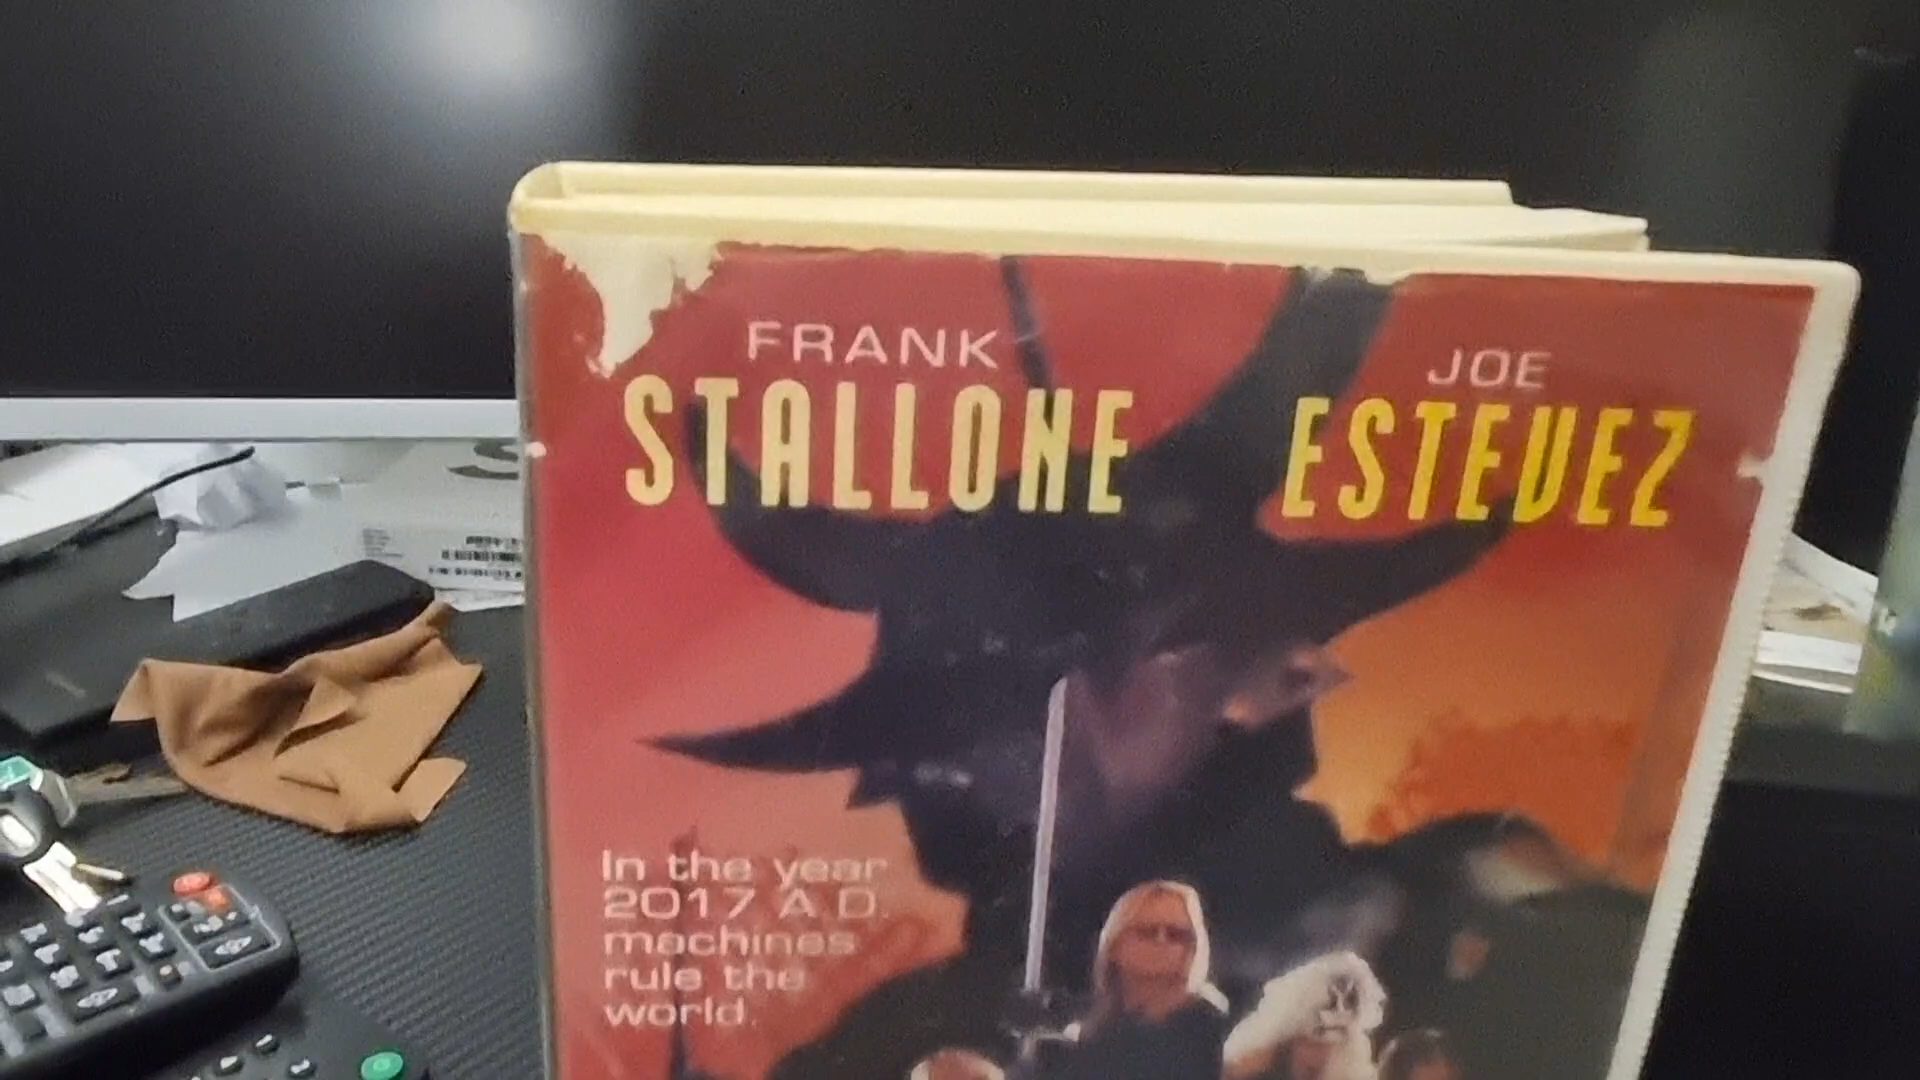 FRANK
STALLONE
JOE
ESTEVEZ
In the year
2017 A.D.
machines
rule the
world.